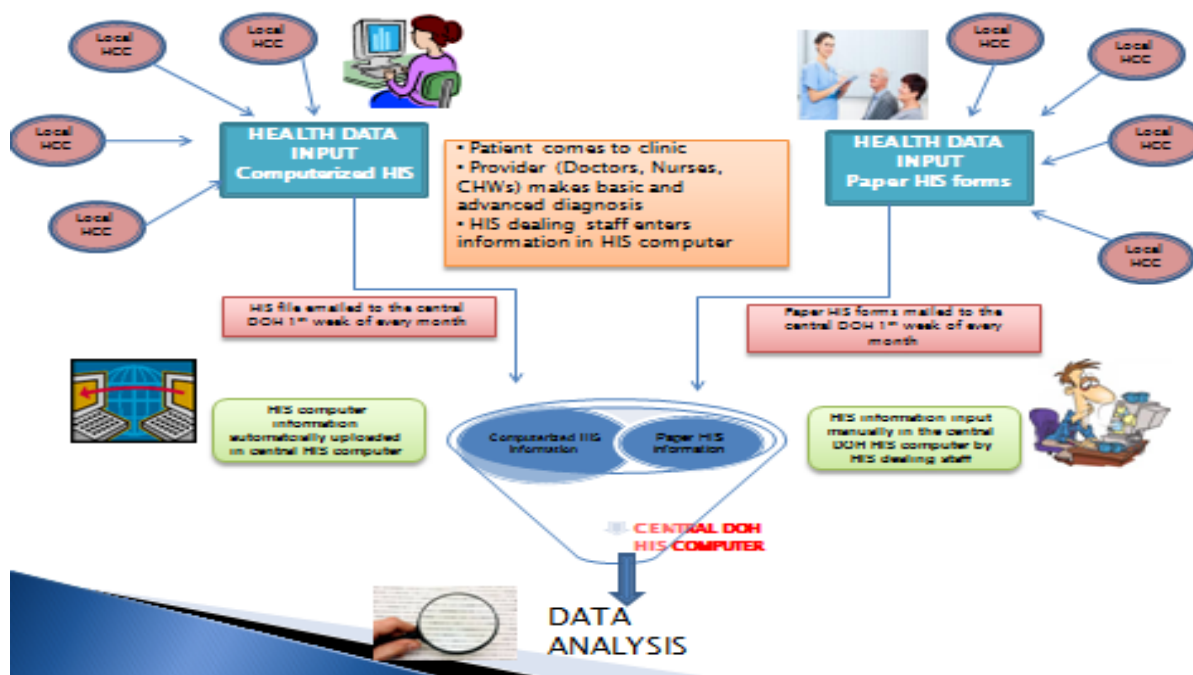 Local
HCC
Local
HCC
Local
HCC
Local
HCC
HEALTH DATA
INPUT
Computerized HIS
• Patient comes to clinic
• Provider (Doctors, Nurses,
CHWs) makes basic and
advanced diagnosis
• HIS dealing staff enters
information in HIS computer
Local
HCC
Local
HCC
Local
HCC
Local
HCC
HEALTH DATA
INPUT
Paper HIS forms
HIS file emailed to the central
DOH 1st week of every month
Paper HIS forms mailed to the
central DOH 1st week of every
month
HIS computer
information
automatically uploaded
in central HIS computer
Computerized HIS
Information
Paper HIS
Information
HIS information input
manually in the central
DOH HIS computer by
HIS dealing staff
CENTRAL DOH
HIS COMPUTER
DATA
ANALYSIS